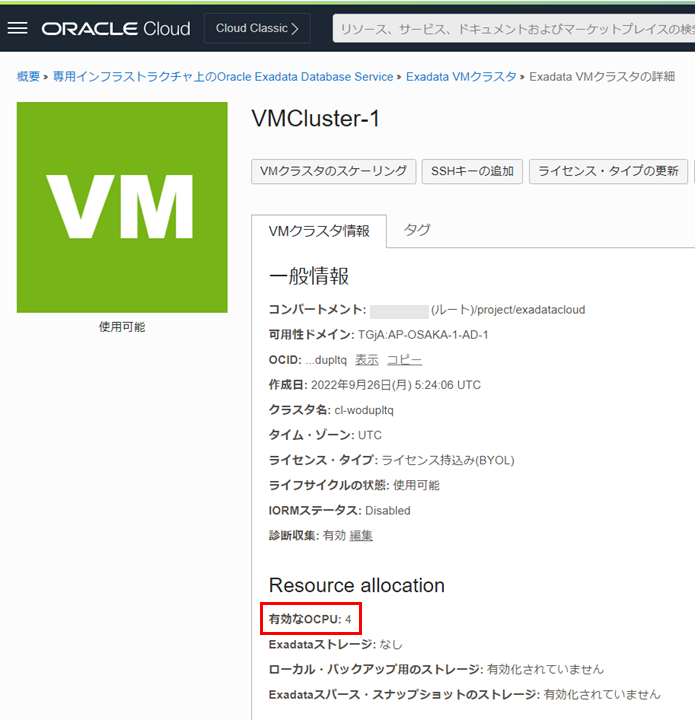 ORACLE Cloud
Cloud Classic
リソース、サービス、ドキュメントおよびマーケットプレイスの検
概要 » 専用インフラストラクチャ上のOracle Exadata Database Service » Exadata VMクラスタ » Exadata VMクラスタの詳細
VM
使用可能
VMCluster-1
VMクラスタのスケーリング
SSHキーの追加
ライセンス・タイプの更新
VMクラスタ情報
タグ
一般情報
コンパートメント: (ルート)/project/exadatacloud
可用性ドメイン: TGjA:AP-OSAKA-1-AD-1
OCID: ...dupltq 表示 コピー
作成日: 2022年9月26日(月) 5:24:06 UTC
クラスタ名: cl-wodupltq
タイム・ゾーン: UTC
ライセンス・タイプ: ライセンス持込み(BYOL)
ライフサイクルの状態: 使用可能
IORMステータス: Disabled
診断収集: 有効 編集
Resource allocation
有効なOCPU: 4
Exadataストレージ: なし
ローカル・バックアップ用のストレージ: 有効化されていません
Exadataスパース・スナップショットのストレージ: 有効化されていません